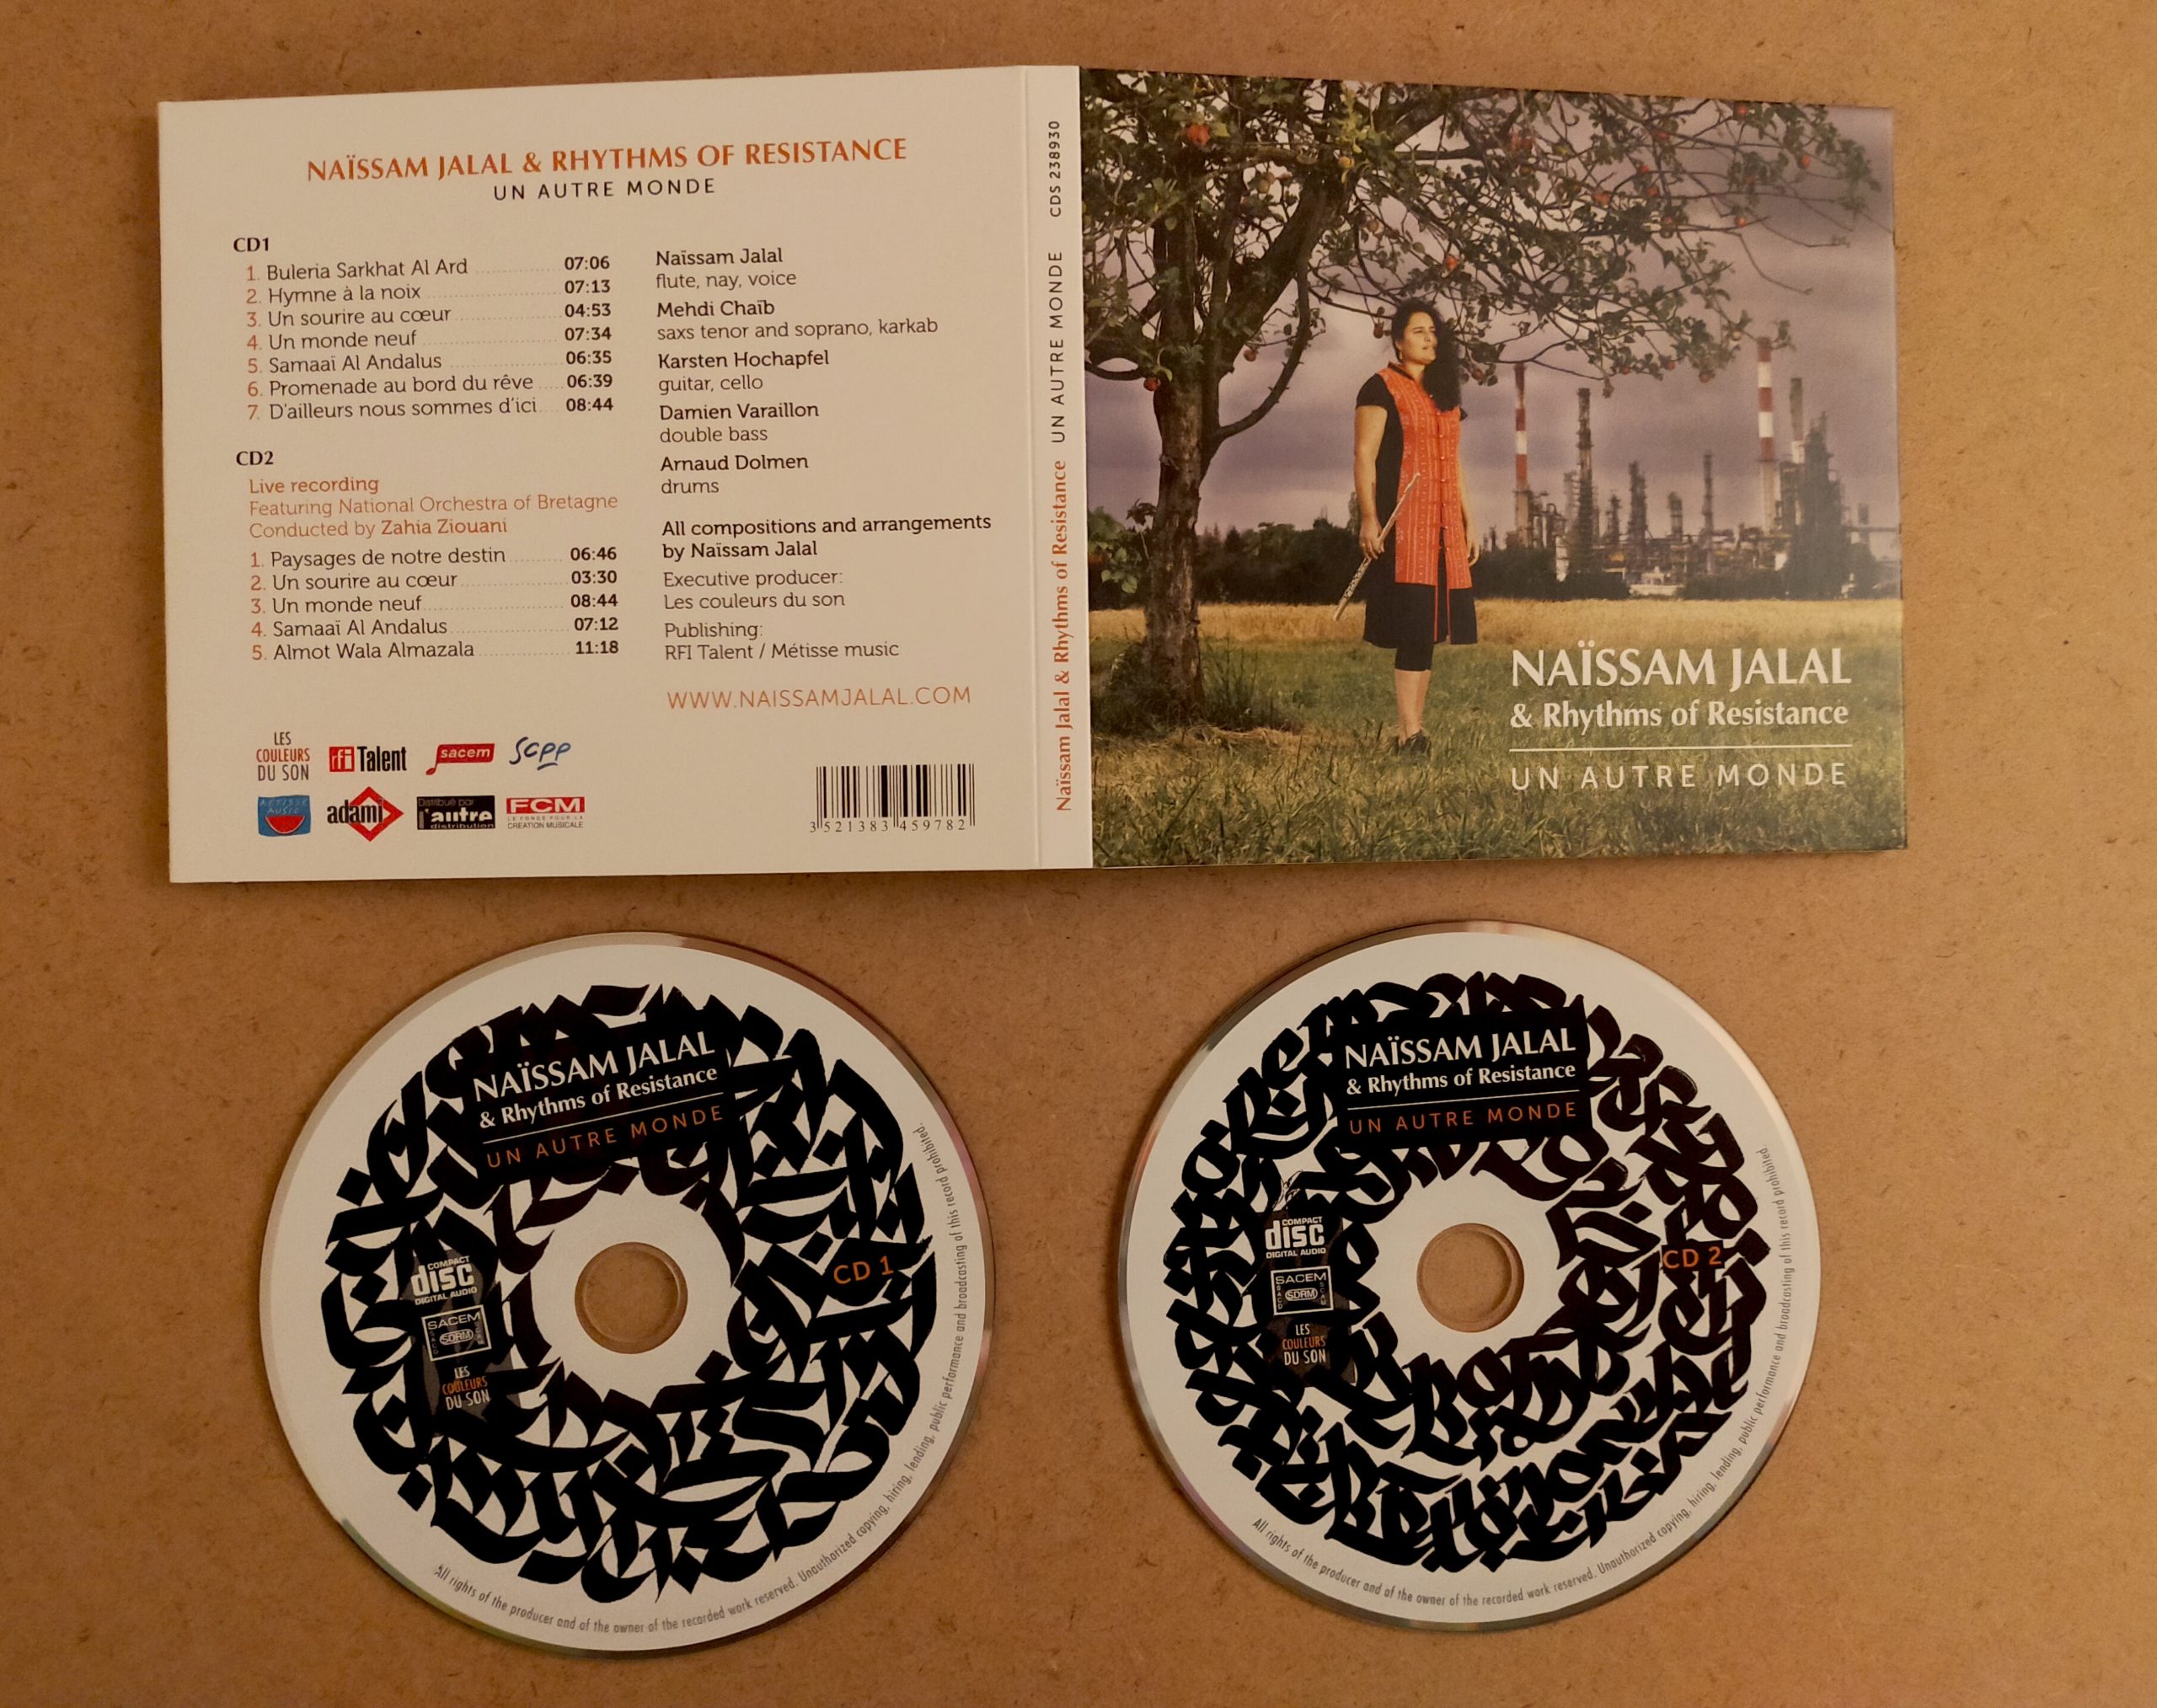 NAÏSSAM JALAL & RHYTHMS OF RESISTANCE
UN AUTRE MONDE
CD1
1. Buleria Sarkhat Al Ard 07:06
2. Hymne à la noix 07:13
3. Un sourire au cœur 04:53
4. Un monde neuf 07:34
5. Samaaï Al Andalus 06:35
6. Promenade au bord du rêve 06:39
7. D'ailleurs nous sommes d'ici 08:44
CD2
Live recording
Featuring National Orchestra of Bretagne
Conducted by Zahia Ziouani
1. Paysages de notre destin 06:46
2. Un sourire au cœur 03:30
3. Un monde neuf 08:44
4. Samaaï Al Andalus 07:12
5. Almot Wala Almazala 11:18
Naïssam Jalal
flute, nay, voice
Mehdi Chaïb
saxs tenor and soprano, karkab
Karsten Hochapfel
guitar, cello
Damien Varaillon
double bass
Arnaud Dolmen
drums
All compositions and arrangements
by Naïssam Jalal
Executive producer:
Les couleurs du son
Publishing:
RFI Talent / Métisse music
WWW.NAISSAMJALAL.COM
LES
COULEURS
DU SON
rfi Talent
sacem
scpp
adami
Distribué par
l'autre
distribution
FCM
LE FONDS POUR LA
CRÉATION MUSICALE
3 521383 459782
Naïssam Jalal & Rhythms of Resistance UN AUTRE MONDE CDS 238930
NAÏSSAM JALAL
& Rhythms of Resistance
UN AUTRE MONDE
NAÏSSAM JALAL
& Rhythms of Resistance
UN AUTRE MONDE
CD 1
COMPACT
disc
DIGITAL AUDIO
SACEM
SDRM
LES
COULEURS
DU SON
All rights of the producer and of the owner of the recorded work reserved. Unauthorized copying, hiring, lending, public performance and broadcasting of this record prohibited.
NAÏSSAM JALAL
& Rhythms of Resistance
UN AUTRE MONDE
CD 2
COMPACT
disc
DIGITAL AUDIO
SACEM
SDRM
LES
COULEURS
DU SON
All rights of the producer and of the owner of the recorded work reserved. Unauthorized copying, hiring, lending, public performance and broadcasting of this record prohibited.